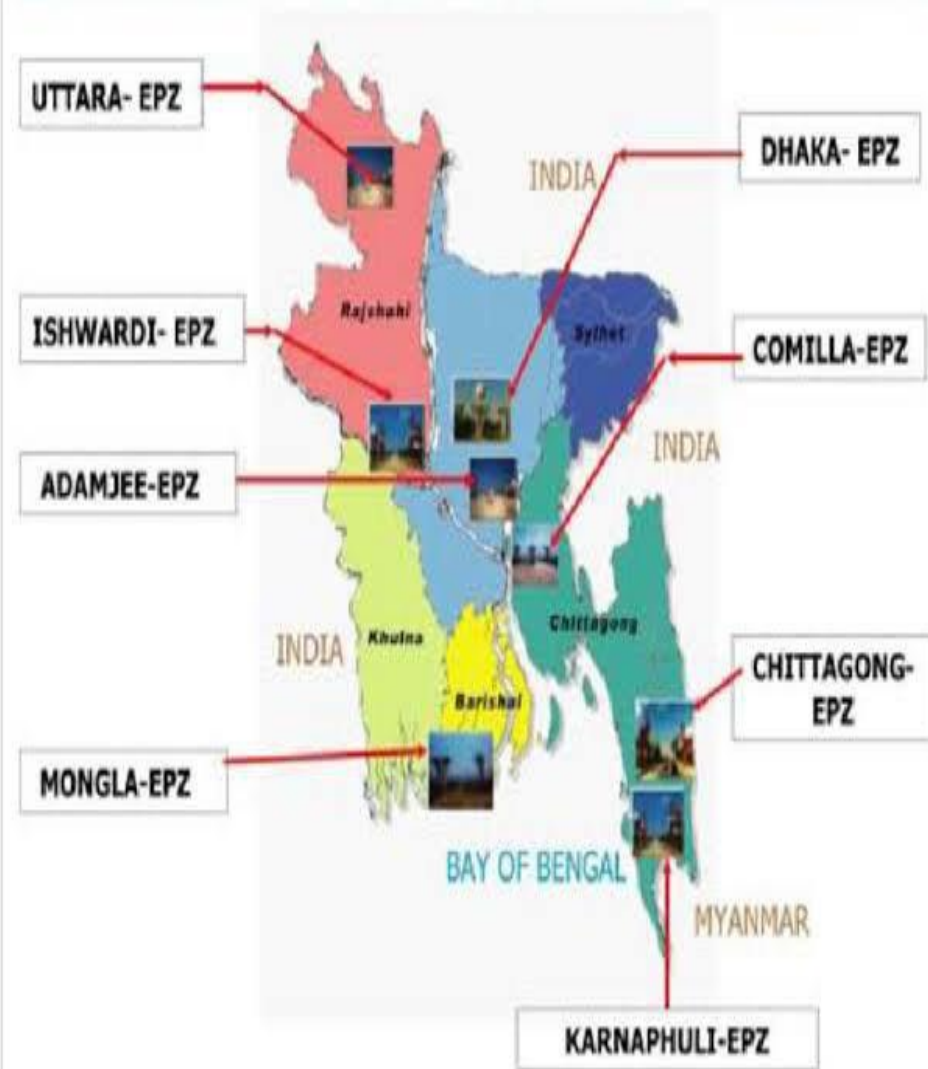 UTTARA- EPZ
INDIA
DHAKA- EPZ
Rajshahi
Sylhet
ISHWARDI- EPZ
COMILLA-EPZ
INDIA
ADAMJEE-EPZ
Chittagong
INDIA
Khulna
CHITTAGONG-
EPZ
Barishal
MONGLA-EPZ
BAY OF BENGAL
MYANMAR
KARNAPHULI-EPZ